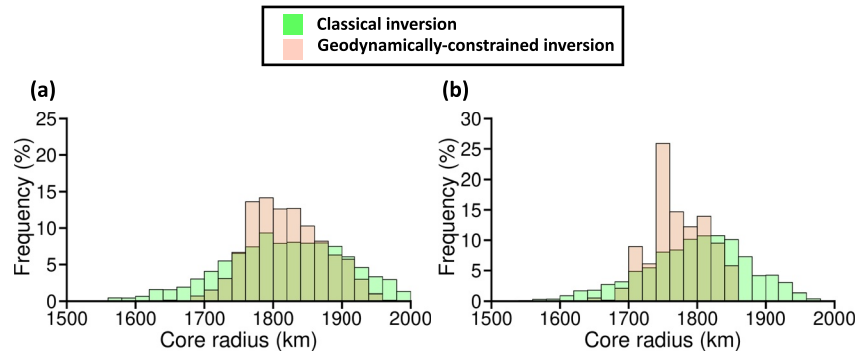 Classical inversion
Geodynamically-constrained inversion
(a)
(b)
25
20
15
10
5
0
Frequency (%)
1500 1600 1700 1800 1900 2000
Core radius (km)
30
25
20
15
10
5
0
Frequency (%)
1500 1600 1700 1800 1900 2000
Core radius (km)